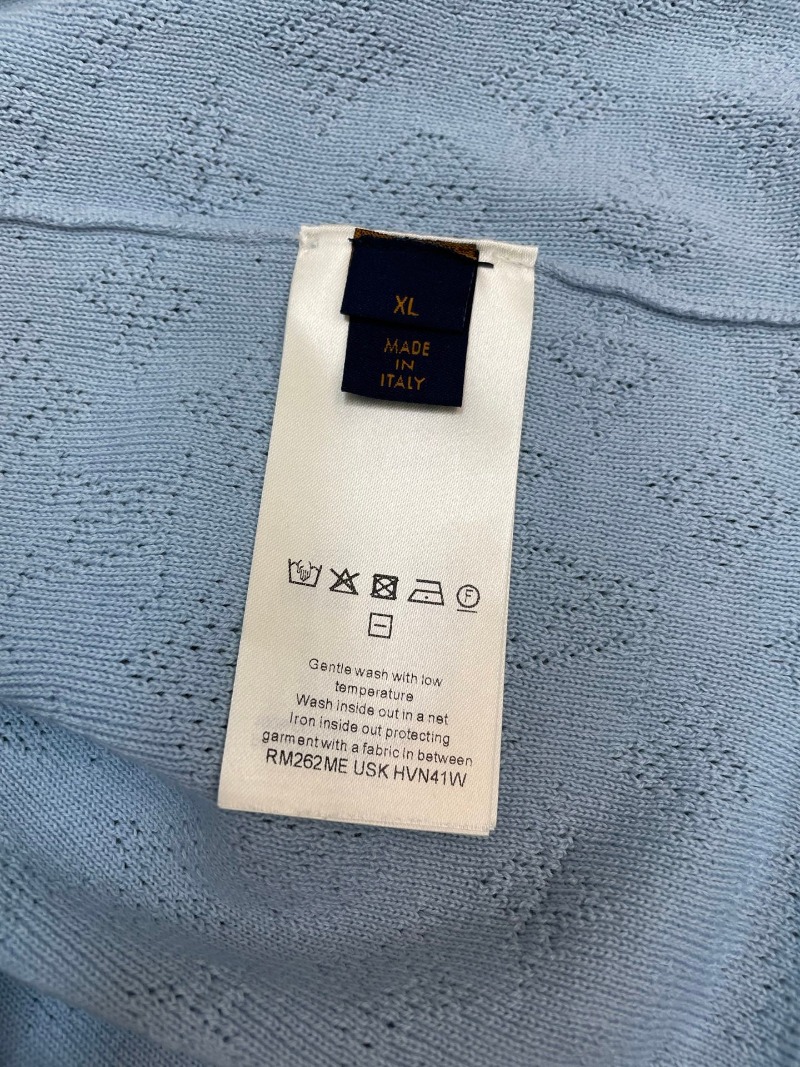 XL
MADE
IN
ITALY
F
Gentle wash with low
temperature
Wash inside out in a net
Iron inside out protecting
garment with a fabric in between
RM262ME USK HVN41W